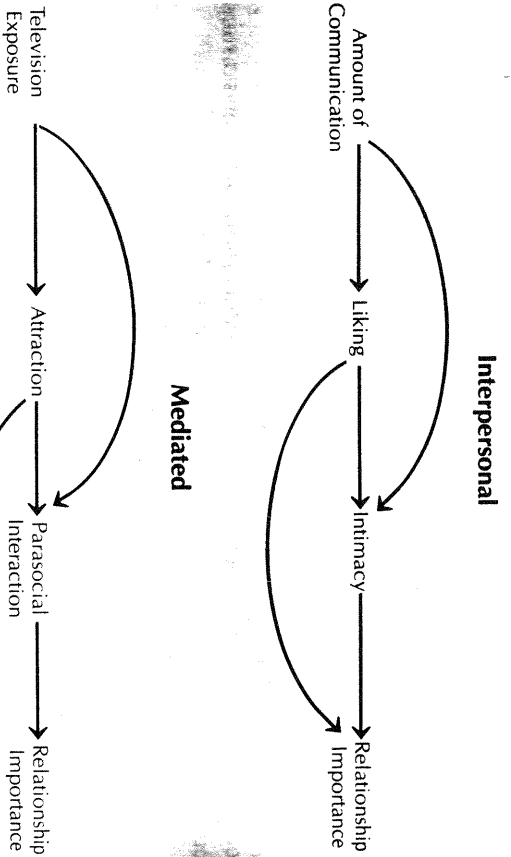 Interpersonal
Amount of
Communication
Liking
Intimacy
Relationship
Importance
Mediated
Television
Exposure
Attraction
Parasocial
Interaction
Relationship
Importance